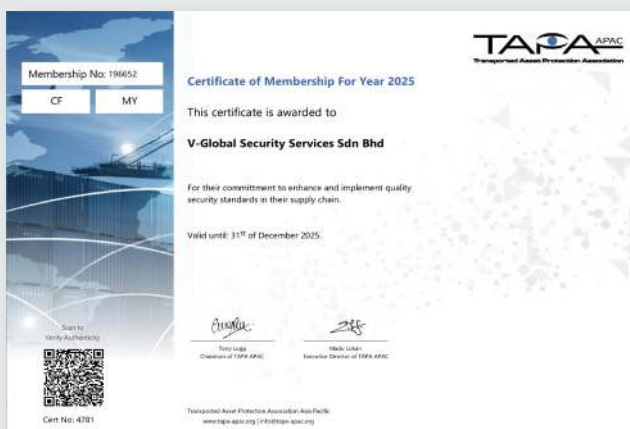 Membership No: 196652
CF
MY
TAPA APAC
Transported Asset Protection Association
Certificate of Membership For Year 2025
This certificate is awarded to
V-Global Security Services Sdn Bhd
For their committment to enhance and implement quality
security standards in their supply chain.
Valid until: 31st of December 2025.
Tony Lugg
Chairman of TAPA APAC
Executive Director of TAPA APAC
Scan to
Verify Authenticity
Cert No: 4781
Transported Asset Protection Association Asia Pacific
www.tapa-apac.org | info@tapa-apac.org